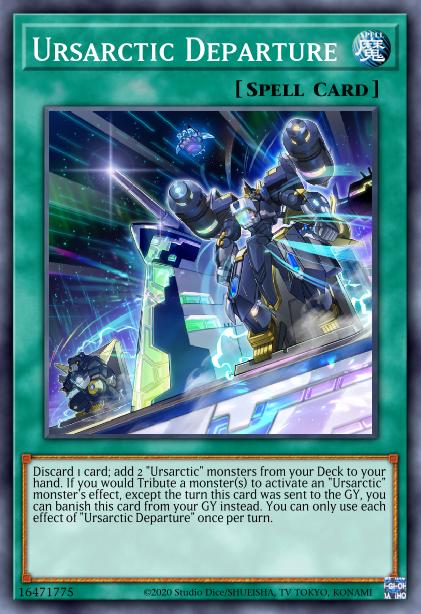 URSARCTIC DEPARTURE
SPELL
魔
[SPELL CARD]
Discard 1 card; add 2 "Ursarctic" monsters from your Deck to your
hand. If you would Tribute a monster(s) to activate an "Ursarctic"
monster's effect, except the turn this card was sent to the GY, you
can banish this card from your GY instead. You can only use each
effect of "Ursarctic Departure" once per turn.
16471775
©2020 Studio Dice/SHUEISHA, TV TOKYO, KONAMI